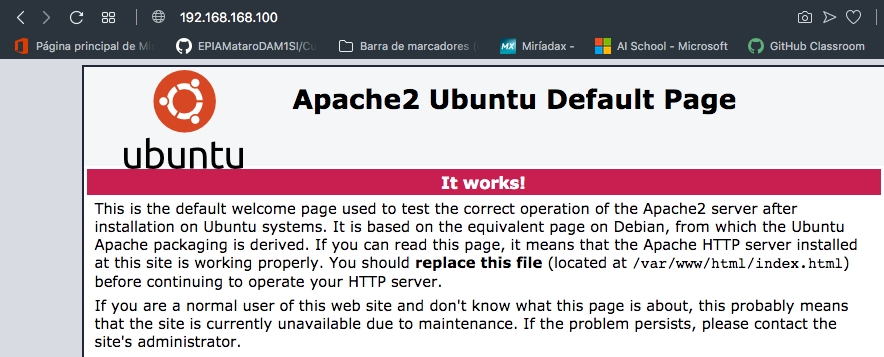 192.168.168.100
Página principal de Mi
EPIAMataroDAM1SI/Cu
Barra de marcadores
Miríadax -
AI School - Microsoft
GitHub Classroom
ubuntu
Apache2 Ubuntu Default Page
It works!
This is the default welcome page used to test the correct operation of the Apache2 server after
installation on Ubuntu systems. It is based on the equivalent page on Debian, from which the Ubuntu
Apache packaging is derived. If you can read this page, it means that the Apache HTTP server installed
at this site is working properly. You should replace this file (located at /var/www/html/index.html)
before continuing to operate your HTTP server.
If you are a normal user of this web site and don't know what this page is about, this probably means
that the site is currently unavailable due to maintenance. If the problem persists, please contact the
site's administrator.